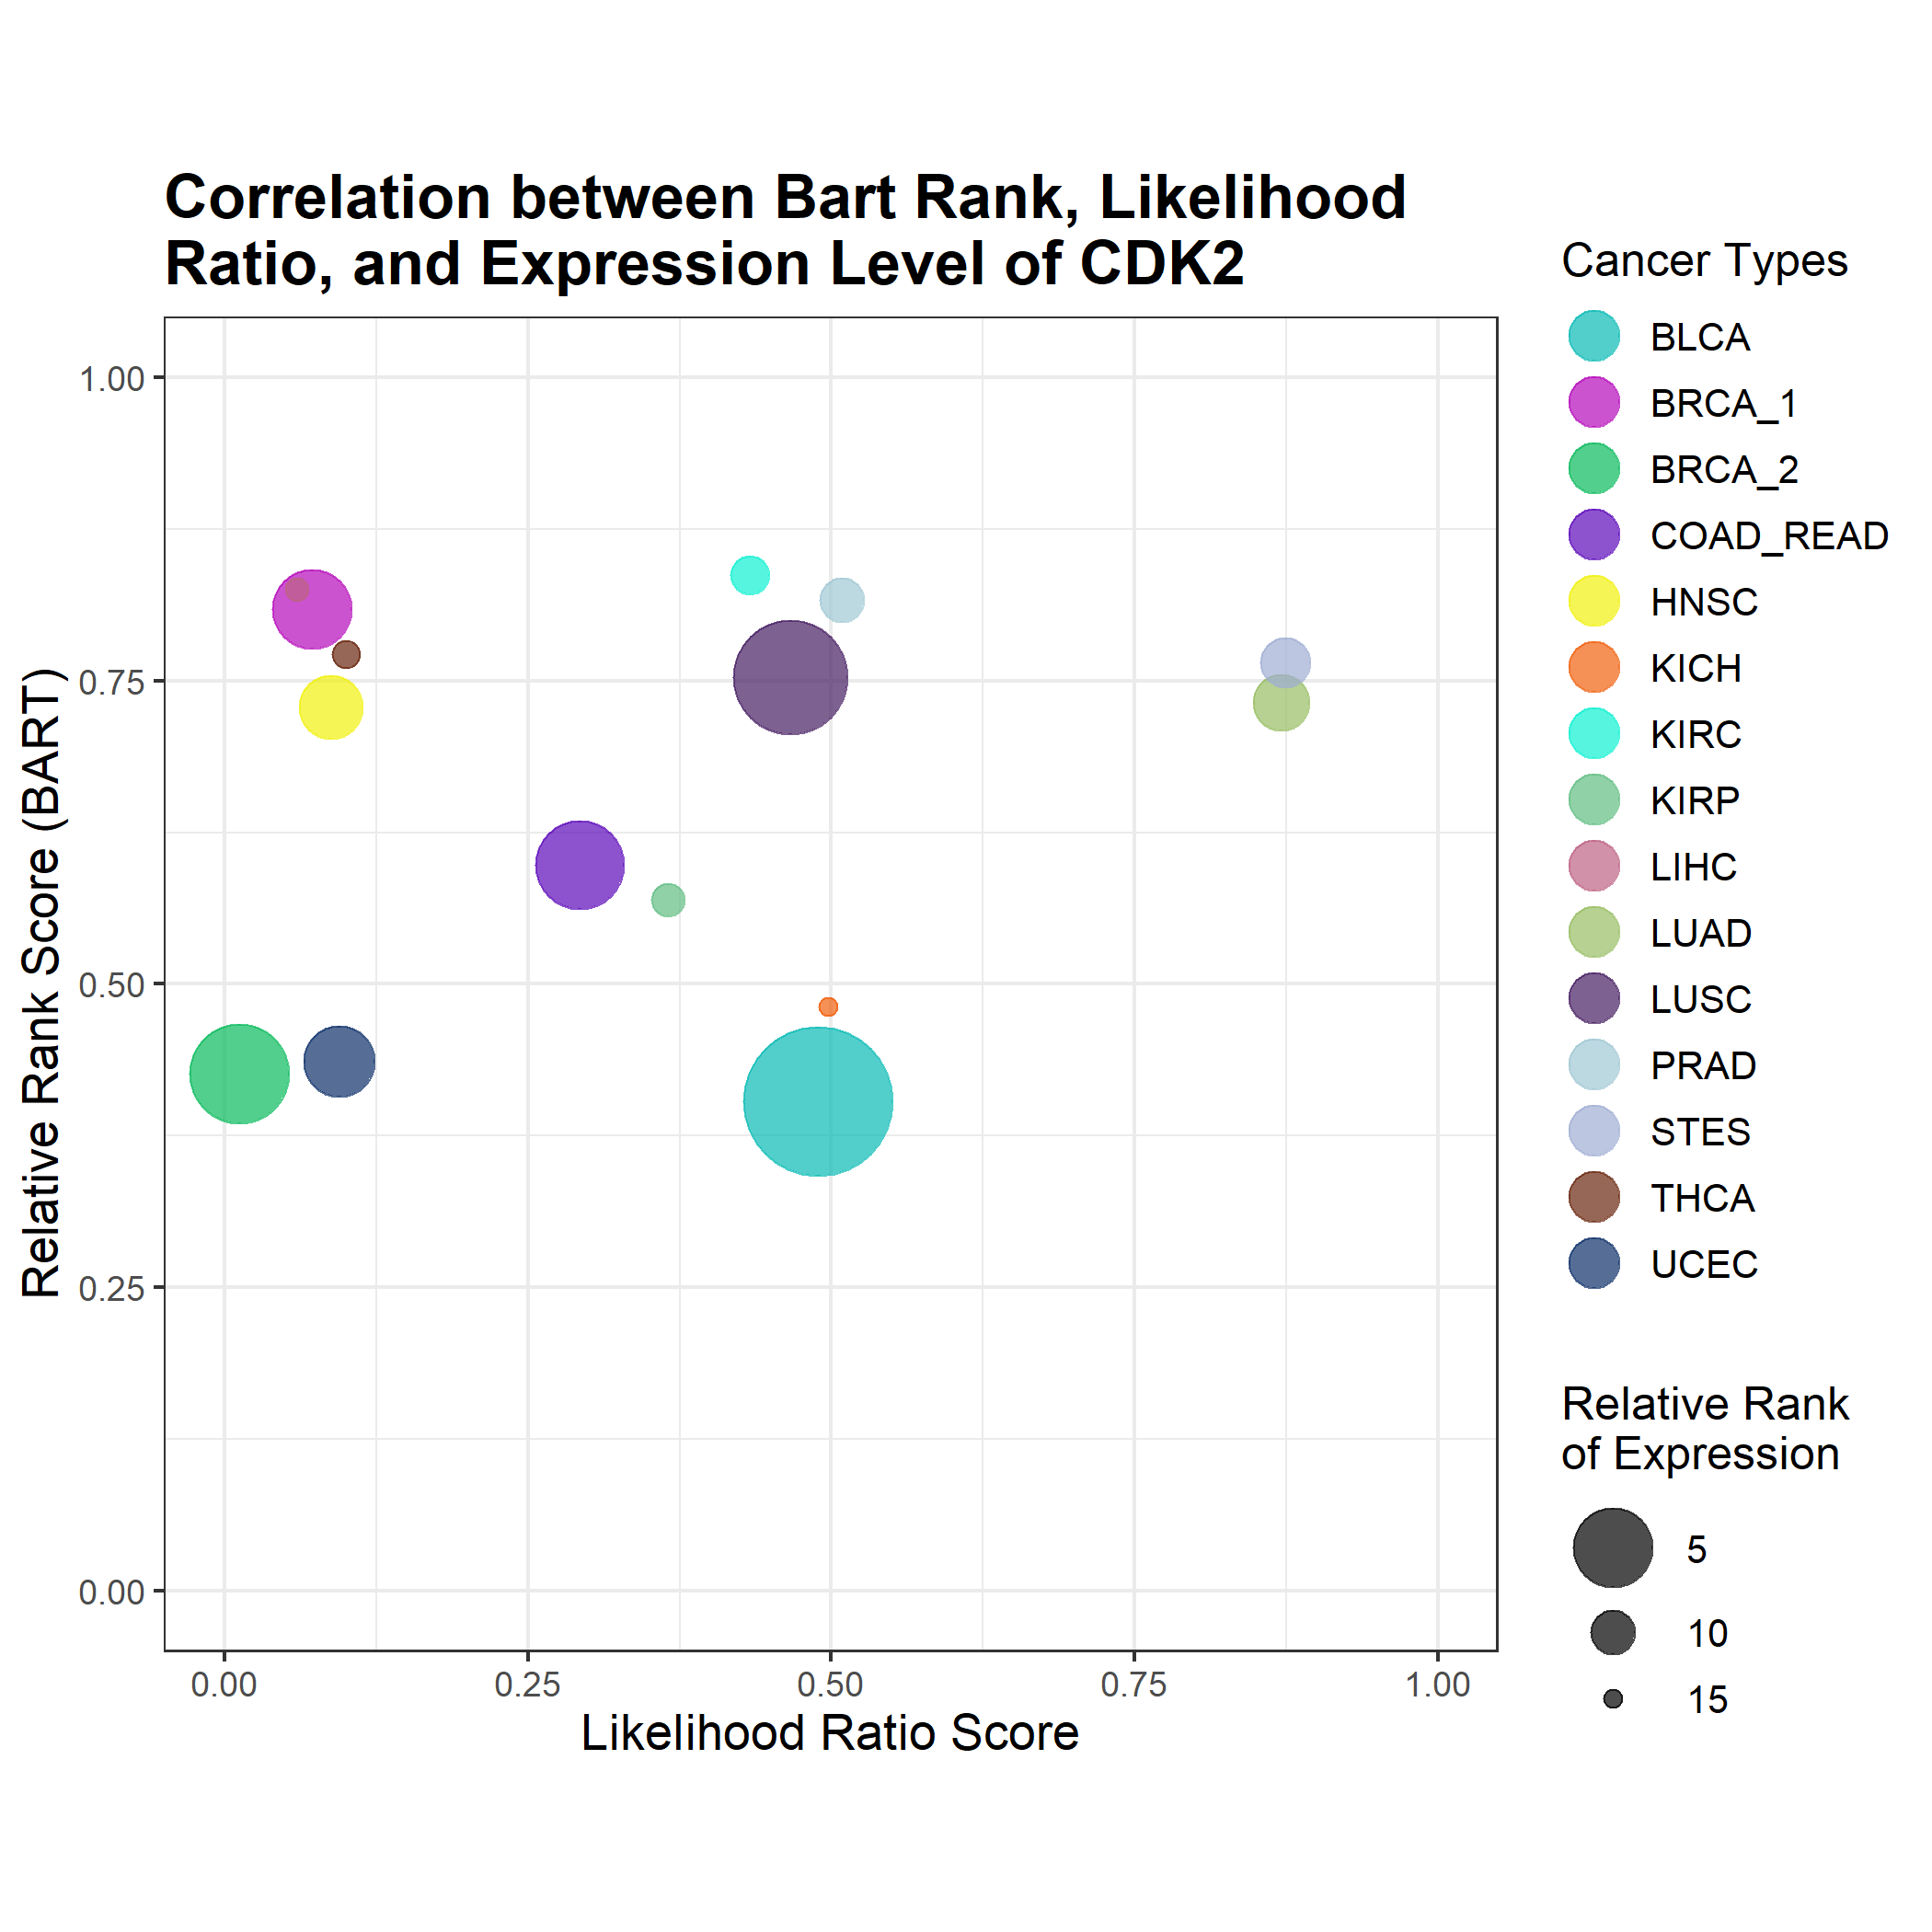 Correlation between Bart Rank, Likelihood
Ratio, and Expression Level of CDK2
Relative Rank Score (BART)
1.00
0.75
0.50
0.25
0.00
0.00 0.25 0.50 0.75 1.00
Likelihood Ratio Score
Cancer Types
BLCA
BRCA_1
BRCA_2
COAD_READ
HNSC
KICH
KIRC
KIRP
LIHC
LUAD
LUSC
PRAD
STES
THCA
UCEC
Relative Rank
of Expression
5
10
15